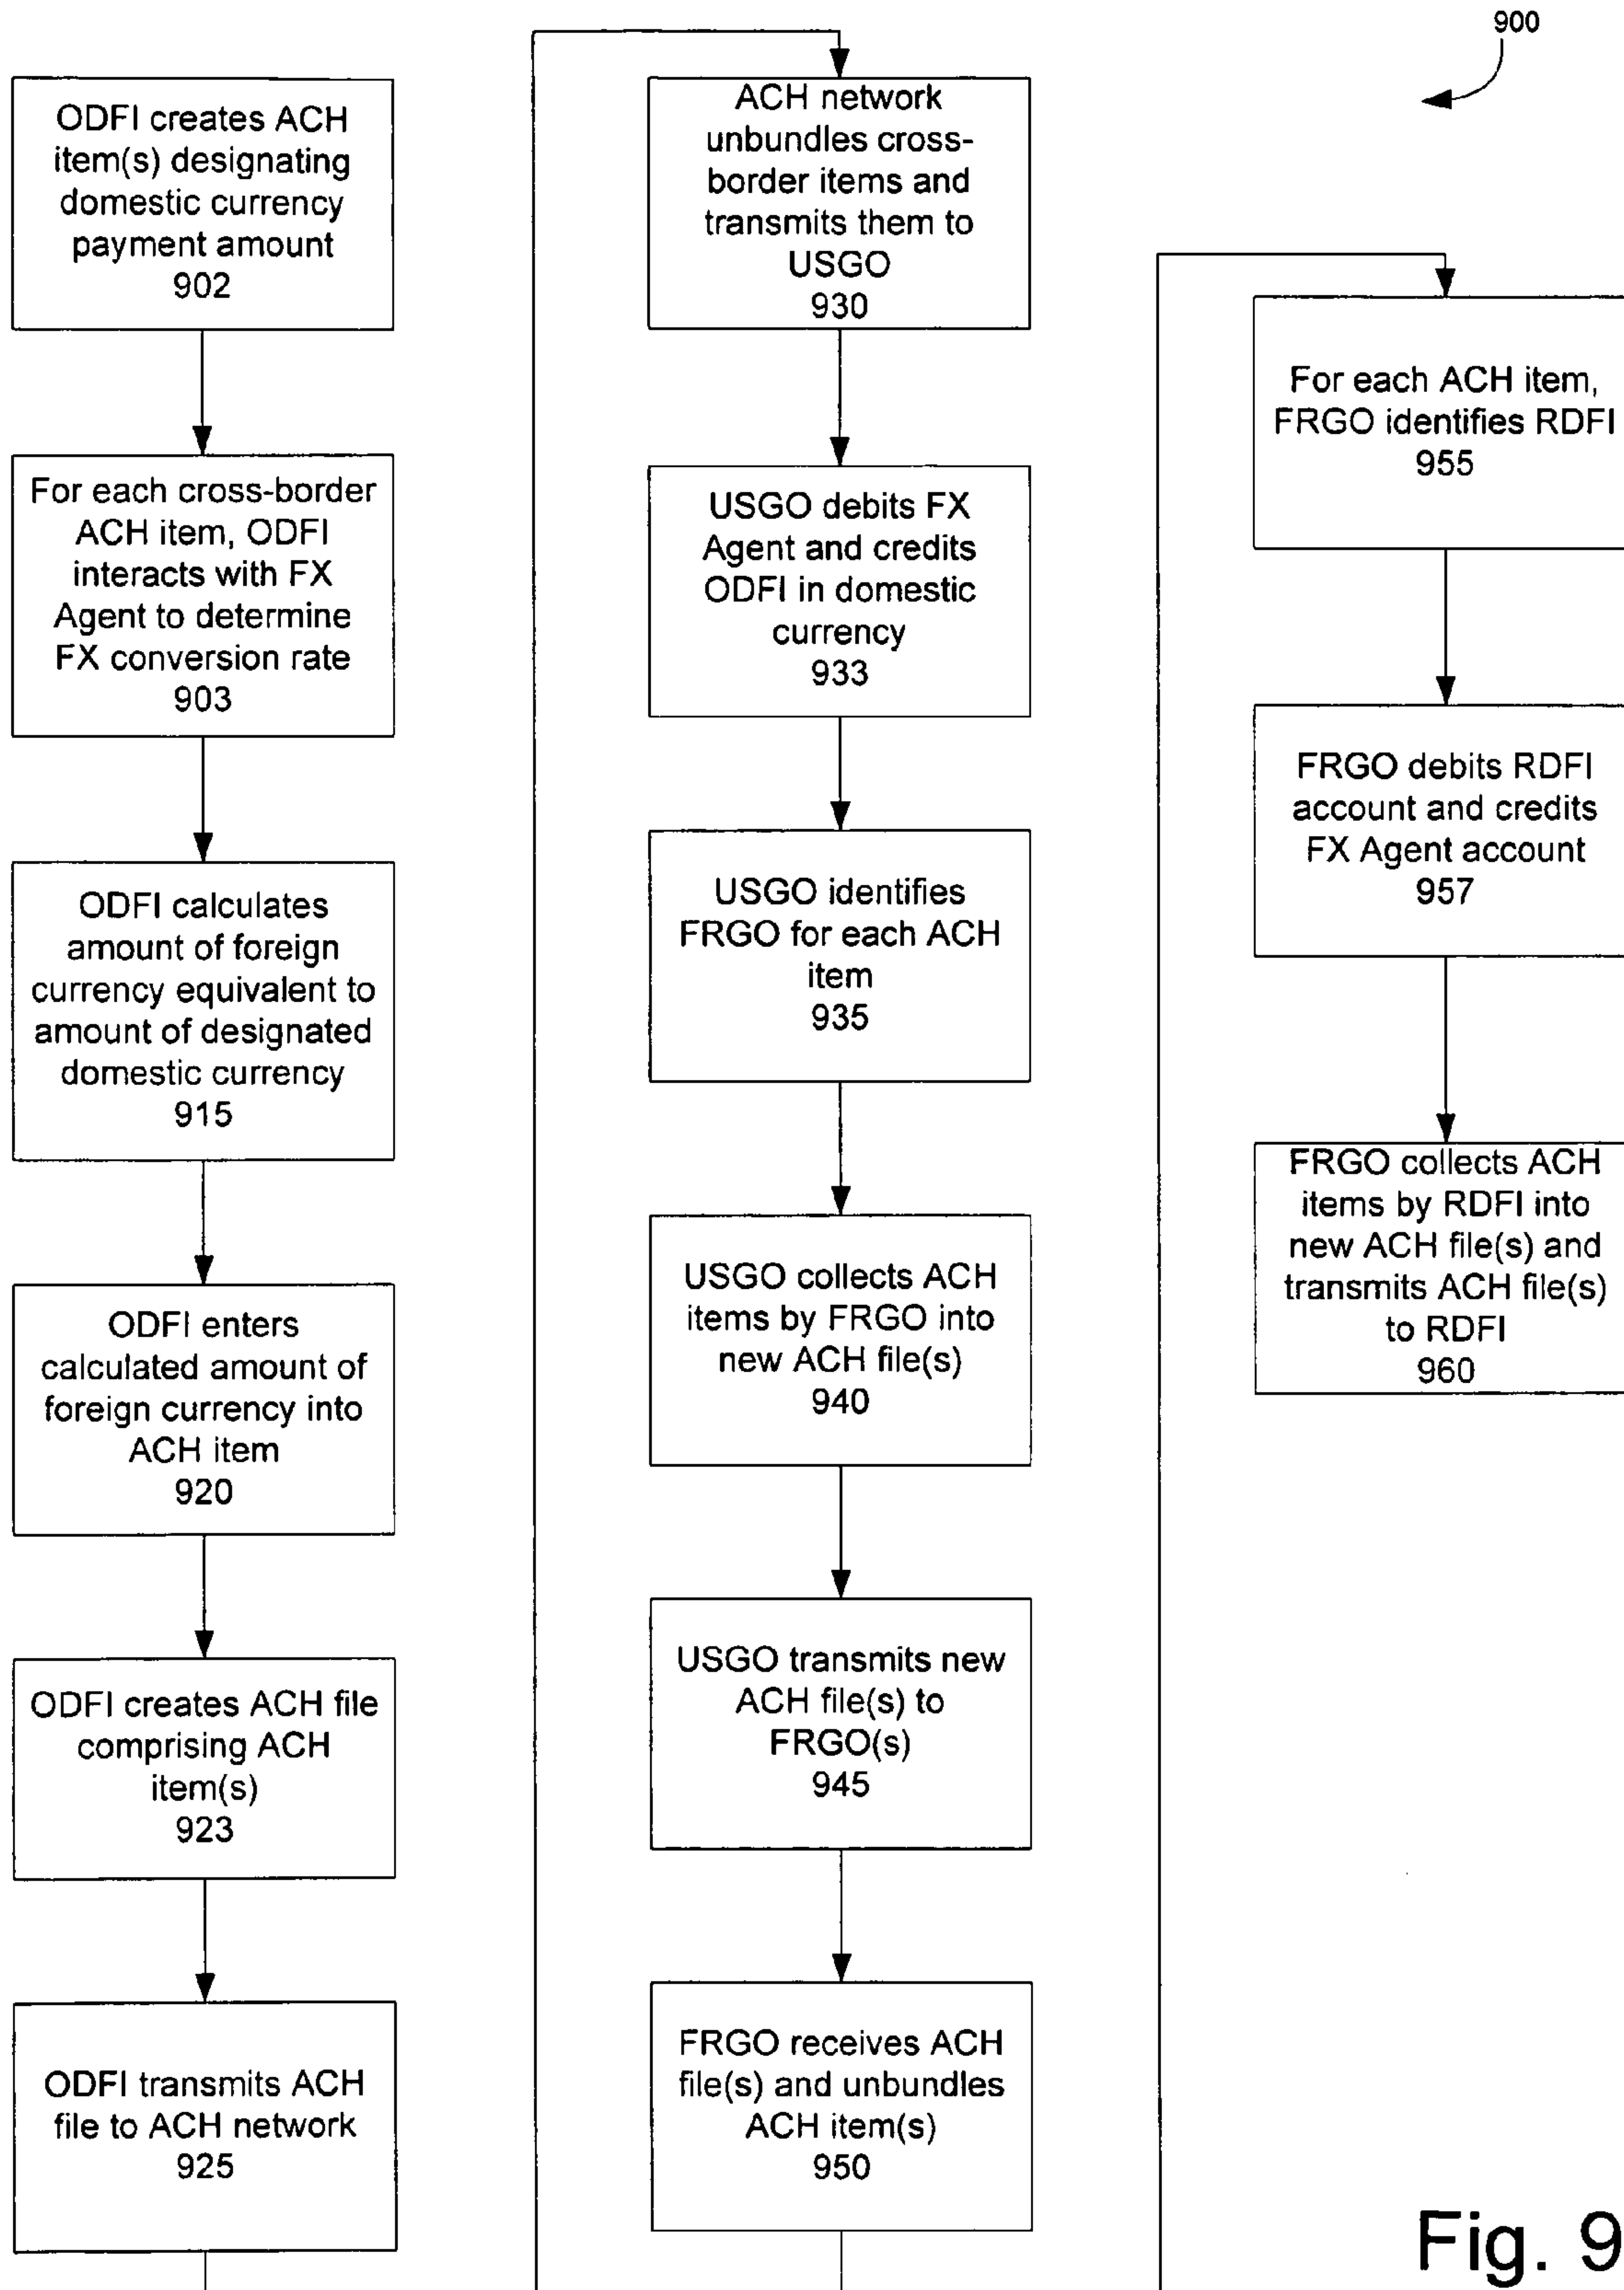 900
ODFI creates ACH
item(s) designating
domestic currency
payment amount
902
For each cross-border
ACH item, ODFI
interacts with FX
Agent to determine
FX conversion rate
903
ODFI calculates
amount of foreign
currency equivalent to
amount of designated
domestic currency
915
ODFI enters
calculated amount of
foreign currency into
ACH item
920
ODFI creates ACH file
comprising ACH
item(s)
923
ODFI transmits ACH
file to ACH network
925
ACH network
unbundles cross-
border items and
transmits them to
USGO
930
USGO debits FX
Agent and credits
ODFI in domestic
currency
933
USGO identifies
FRGO for each ACH
item
935
USGO collects ACH
items by FRGO into
new ACH file(s)
940
USGO transmits new
ACH file(s) to
FRGO(s)
945
FRGO receives ACH
file(s) and unbundles
ACH item(s)
950
For each ACH item,
FRGO identifies RDFI
955
FRGO debits RDFI
account and credits
FX Agent account
957
FRGO collects ACH
items by RDFI into
new ACH file(s) and
transmits ACH file(s)
to RDFI
960
Fig. 9